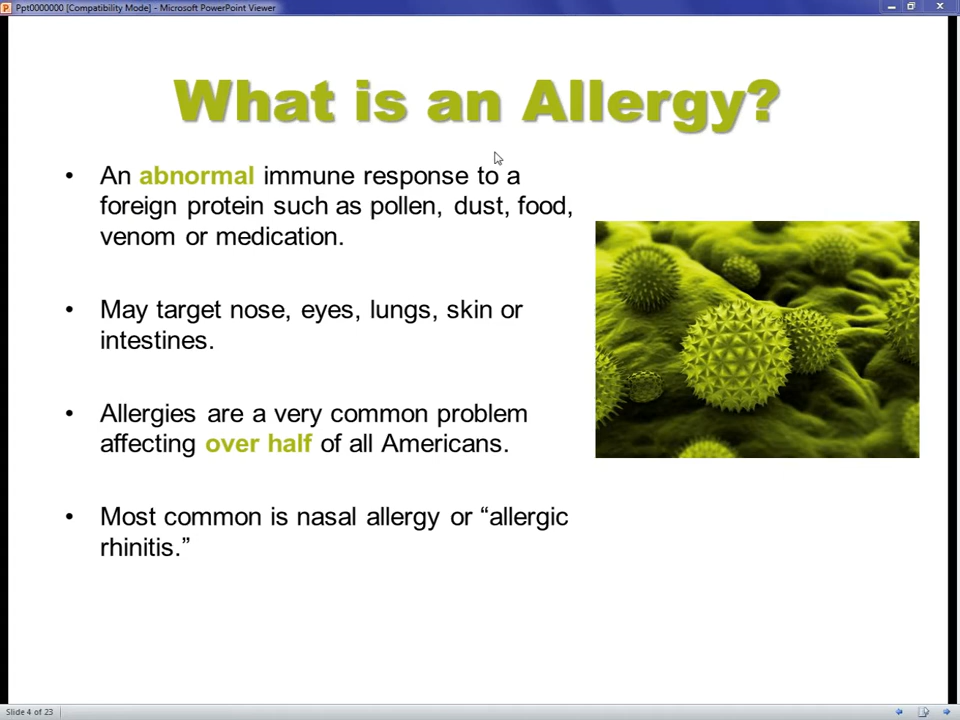 Ppt0000000 [Compatibility Mode] - Microsoft PowerPoint Viewer
What is an Allergy?
• An abnormal immune response to a
foreign protein such as pollen, dust, food,
venom or medication.
• May target nose, eyes, lungs, skin or
intestines.
• Allergies are a very common problem
affecting over half of all Americans.
• Most common is nasal allergy or “allergic
rhinitis.”
Slide 4 of 23